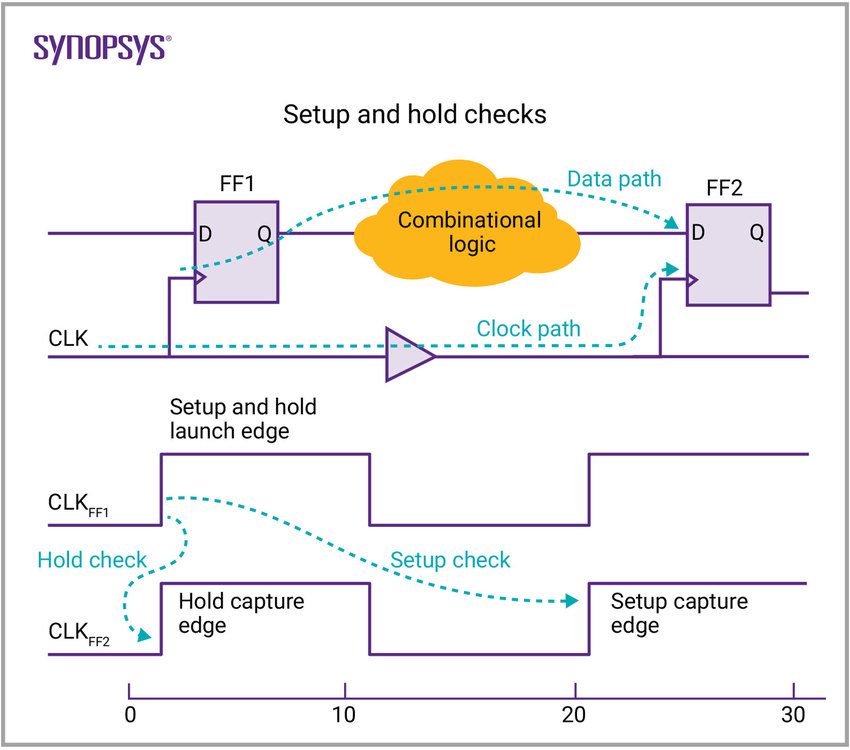 SYNOPSYS®
Setup and hold checks
FF1
Data path
FF2
D
Q
Combinational
logic
D
Q
CLK
Clock path
Setup and hold
launch edge
CLKFF1
Hold check
Setup check
Hold capture
edge
Setup capture
edge
CLKFF2
0
10
20
30